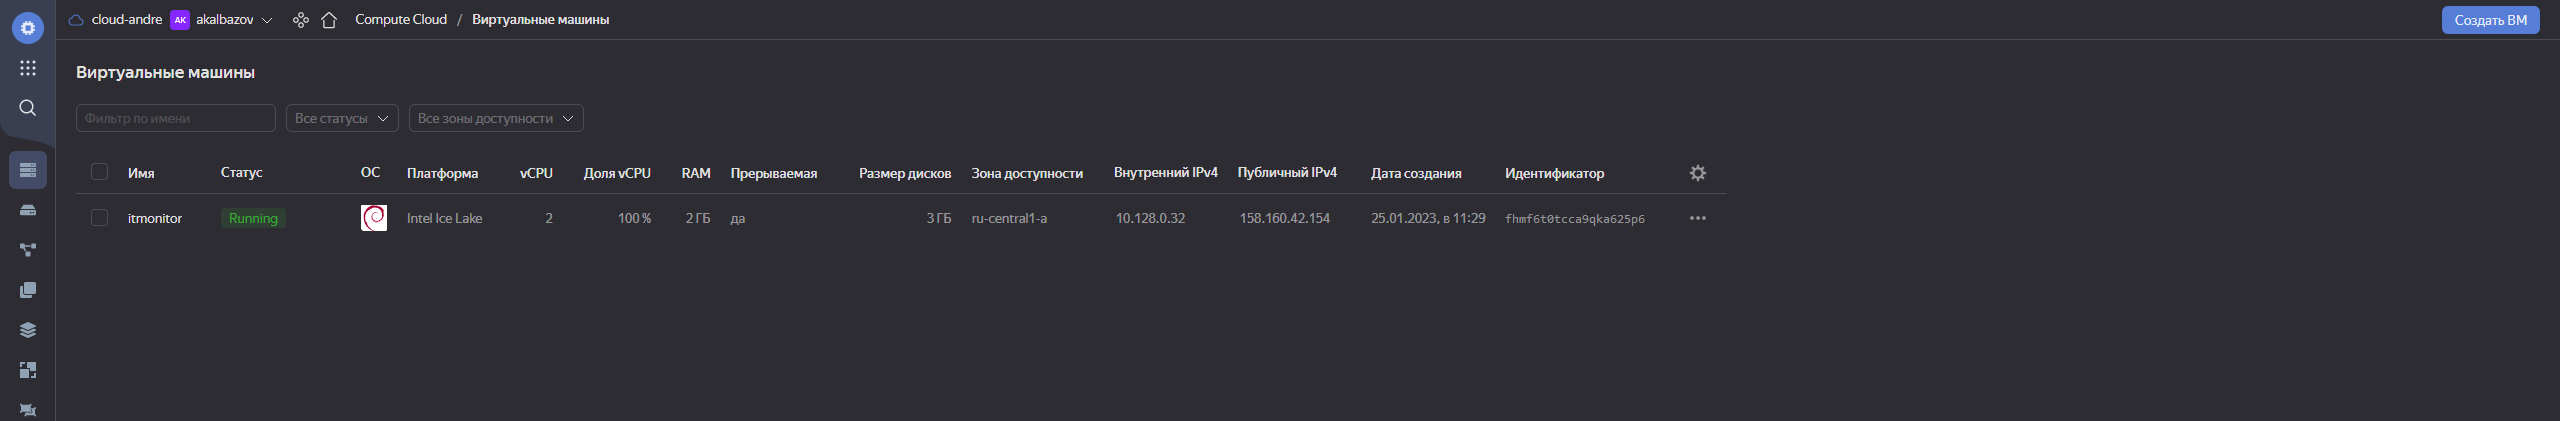 cloud-andre AK akalbazov Compute Cloud / Виртуальные машины Создать ВМ
Виртуальные машины
Фильтр по имени Все статусы Все зоны доступности
Имя Статус ОС Платформа vCPU Доля vCPU RAM Прерываемая Размер дисков Зона доступности Внутренний IPv4 Публичный IPv4 Дата создания Идентификатор
itmonitor Running Intel Ice Lake 2 100 % 2 ГБ да 3 ГБ ru-central1-a 10.128.0.32 158.160.42.154 25.01.2023, в 11:29 fhmf6t0tcca9qka625p6